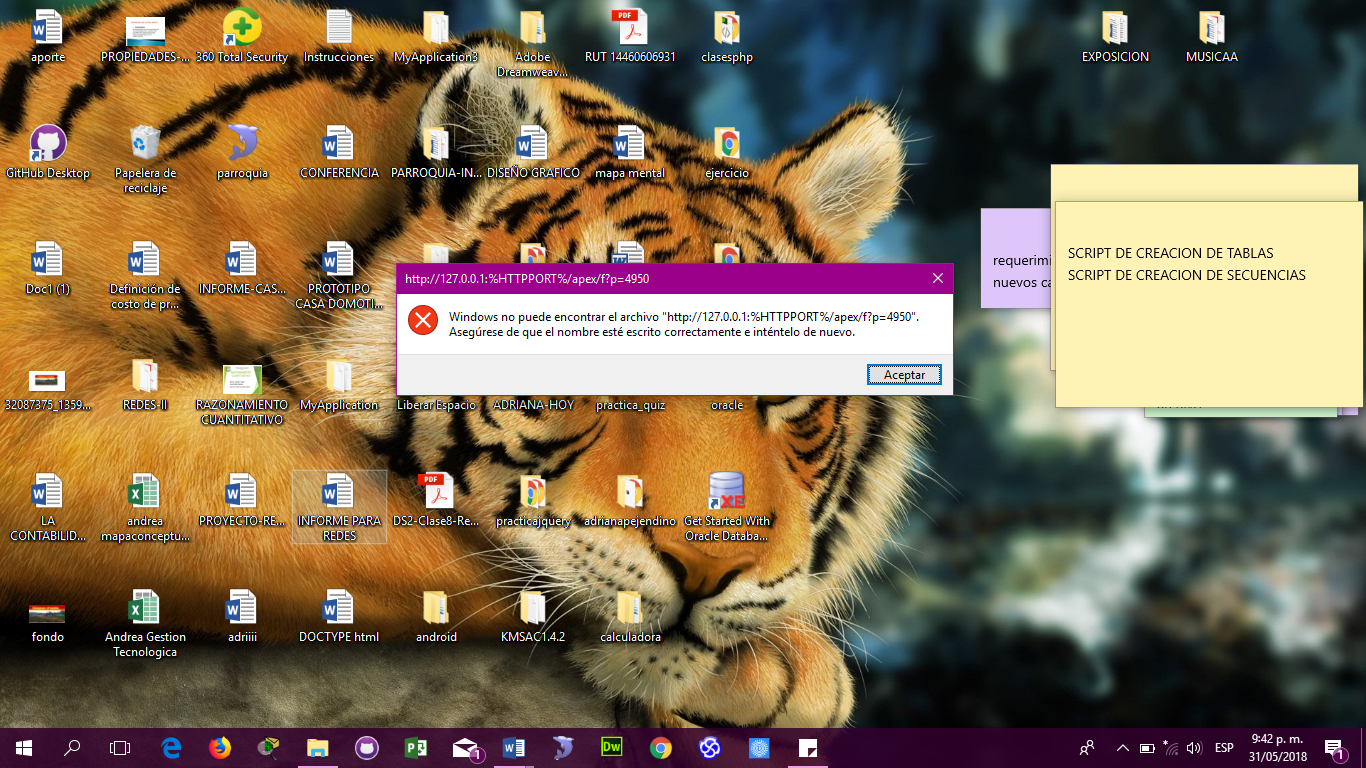 aporte
PROPIEDADES-...
360 Total Security
Instrucciones
MyApplication3
Adobe
Dreamweav...
RUT 14460606931
clasesphp
EXPOSICION
MUSICAA
GitHub Desktop
Papelera de
reciclaje
parroquia
CONFERENCIA
PARROQUIA-IN...
DISEÑO GRAFICO
mapa mental
ejercicio
Doc1 (1)
Definición de
costo de pr...
INFORME-CAS...
PROTOTIPO
CASA DOMOTI...
requerimi
nuevos ca
SCRIPT DE CREACION DE TABLAS
SCRIPT DE CREACION DE SECUENCIAS
http://127.0.0.1:%HTTPPORT%/apex/f?p=4950
Windows no puede encontrar el archivo "http://127.0.0.1:%HTTPPORT%/apex/f?p=4950".
Asegúrese de que el nombre esté escrito correctamente e inténtelo de nuevo.
Aceptar
32087375_1359...
REDES-II
RAZONAMIENTO
CUANTITATIVO
MyApplication
Liberar Espacio
ADRIANA-HOY
practica_quiz
oracle
LA
CONTABILID...
andrea
mapaconceptu...
PROYECTO-RE...
INFORME PARA
REDES
PDF
DS2-Clase8-Re...
practicajquery
adrianapejendino
XE
Get Started With
Oracle Databa...
fondo
Andrea Gestion
Tecnologica
adriiii
DOCTYPE html
android
KMSAC1.4.2
calculadora
1
Dw
ESP
9:42 p. m.
31/05/2018
1